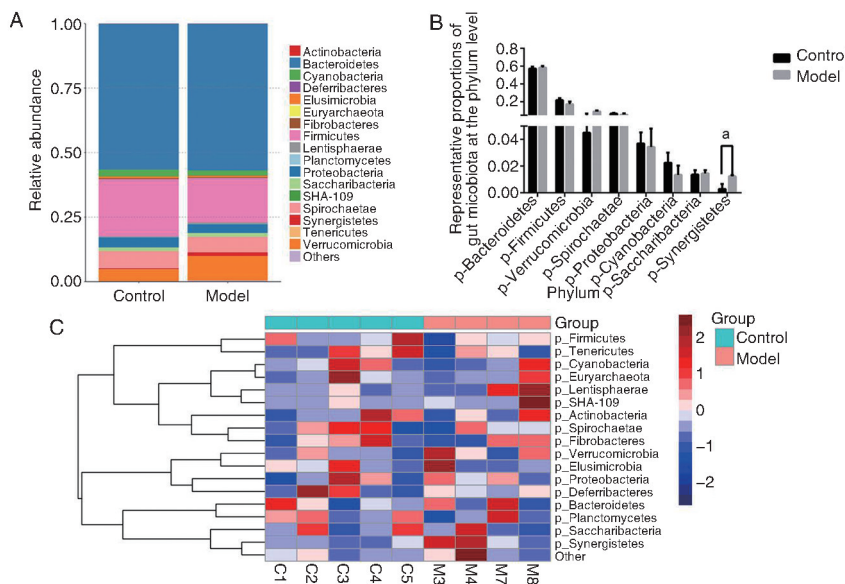 A
1.00
0.75
0.50
0.25
0.00
Relative abundance
Control
Model
Actinobacteria
Bacteroidetes
Cyanobacteria
Deferribacteres
Elusimicrobia
Euryarchaeota
Fibrobacteres
Firmicutes
Lentisphaerae
Planctomycetes
Proteobacteria
Saccharibacteria
SHA-109
Spirochaetae
Synergistetes
Tenericutes
Verrucomicrobia
Others
B
Representative proportions of
gut micobiota at the phylum level
0.8
0.6
0.4
0.2
0.04
0.02
0.00
a
Contro
Model
p-Bacteroidetes
p-Firmicutes
p-Verrucomicrobia
p-Spirochaetae
p-Proteobacteria
p-Cyanobacteria
p-Saccharibacteria
p-Synergistetes
Phylum
C
Group
p_Firmicutes
p_Tenericutes
p_Cyanobacteria
p_Euryarchaeota
p_Lentisphaerae
p_SHA-109
p_Actinobacteria
p_Spirochaetae
p_Fibrobacteres
p_Verrucomicrobia
p_Elusimicrobia
p_Proteobacteria
p_Deferribacteres
p_Bacteroidetes
p_Planctomycetes
p_Saccharibacteria
p_Synergistetes
Other
C1
C2
C3
C4
C5
M3
M4
M7
M8
2
1
0
−1
−2
Group
Control
Model